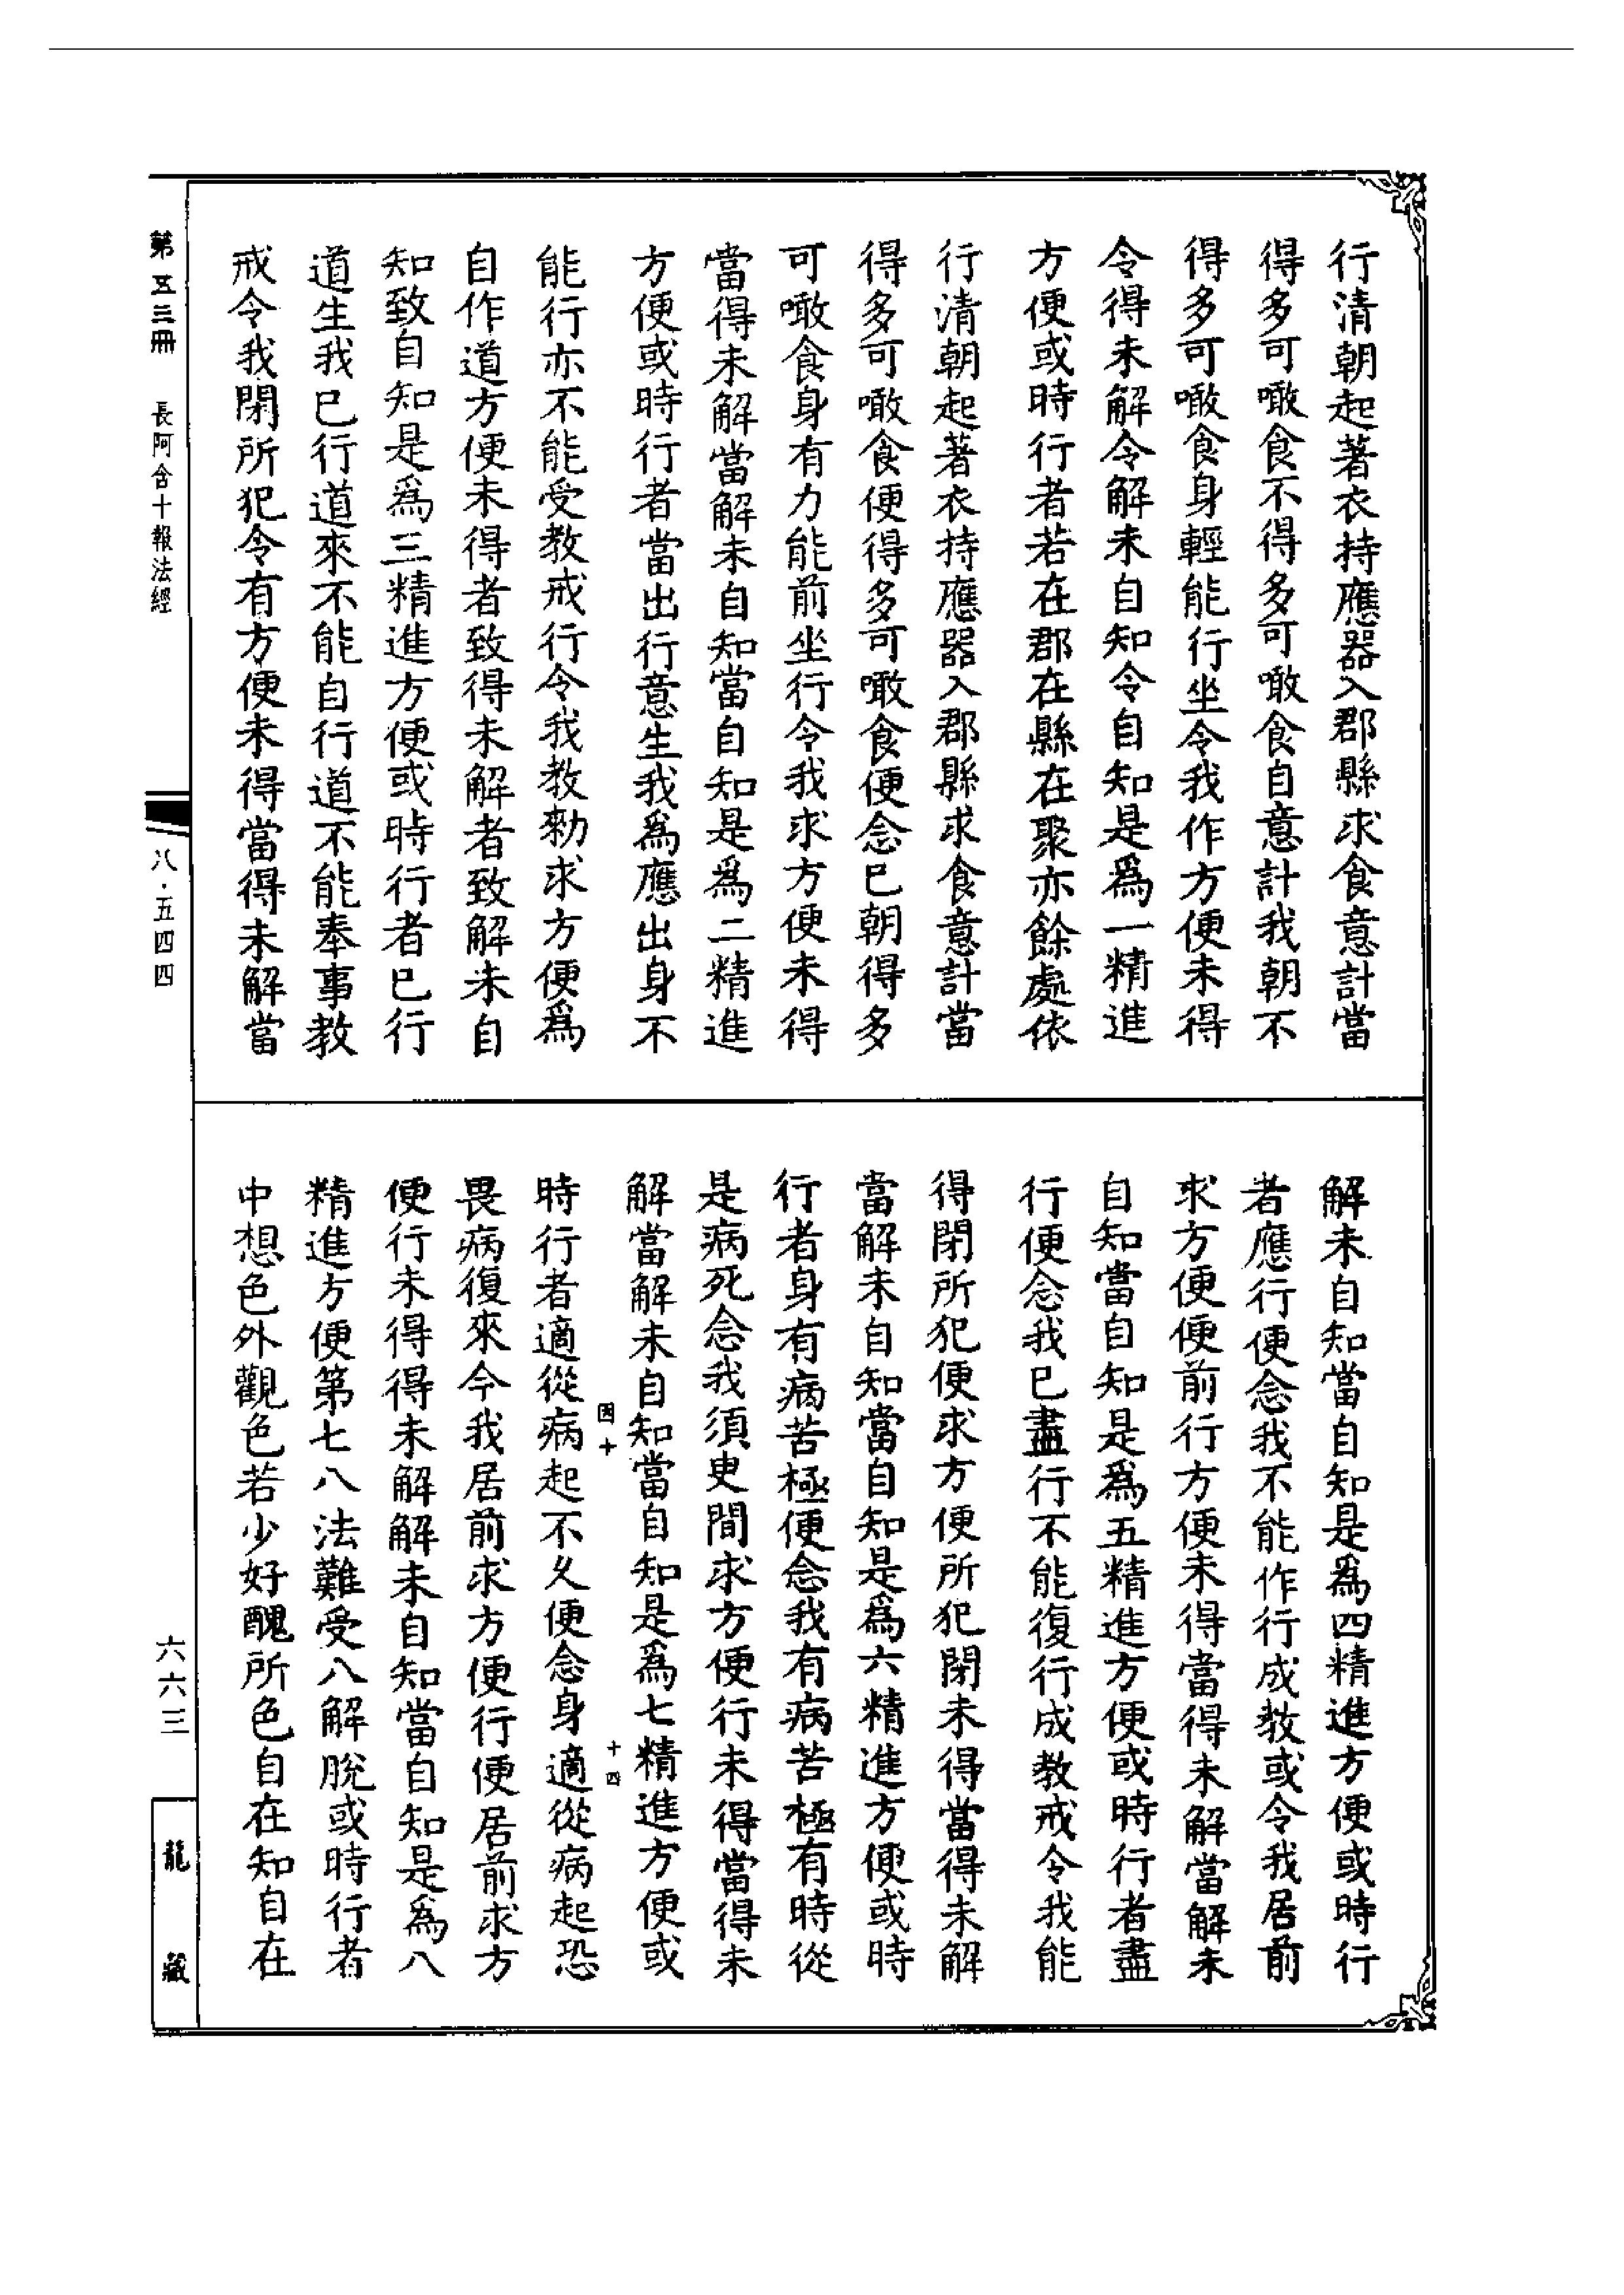 行清朝起著衣持應器入郡縣求食意計當
得多可噉食不得多可噉食自意計我朝不
得多可噉食身輕能行坐令我作方便未得
令得未解令解未自知令自知是爲一精進
方便或時行者若在郡在縣在聚亦餘處依
行清朝起著衣持應器入郡縣求食意計當
得多可噉食便得多可噉食便念已朝得多
可噉食身有力能前坐行令我求方便未得
當得未解當解未自知當自知是爲二精進
方便或時行者當出行意生我爲應出身不
能行亦不能受教戒行令我教勑求方便爲
自作道方便未得者致得未解者致解未自
知致自知是爲三精進方便或時行者已行
道生我已行道來不能自行道不能奉事教
戒令我閉所犯令有方便未得當得未解當
解未自知當自知是爲四精進方便或時行
者應行便念我不能作行成教或令我居前
求方便便前行方便未得當得未解當解未
自知當自知是爲五精進方便或時行者盡
行便念我已盡行不能復行成教戒令我能
得閉所犯便求方便所犯閉未得當得未解
當解未自知當自知是爲六精進方便或時
行者身有病苦極便念我有病苦極有時從
是病死念我須臾間求方便行未得當得未
解當解未自知當自知是爲七精進方便或
因十
十四
時行者適從病起不久便念身適從病起恐
畏病復來今我居前求方便行便居前求方
便行未得得未解解未自知當自知是爲八
精進方便第七八法難受八解脫或時行者
中想色外觀色若少好醜所色自在知自在
第五三冊
長阿含十報法經
八·五四四
六六三
龍藏